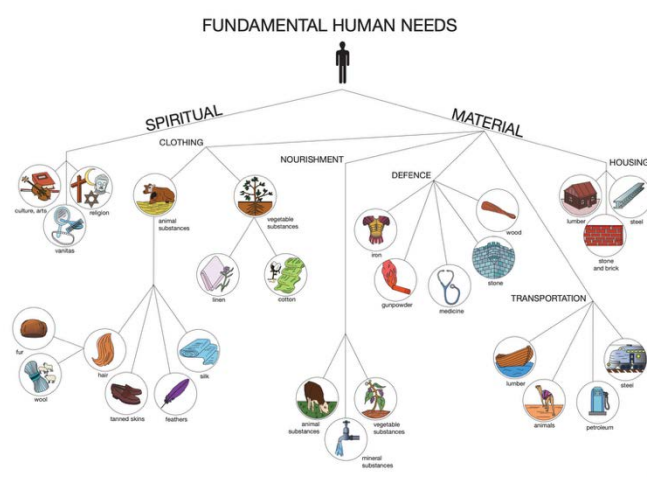 FUNDAMENTAL HUMAN NEEDS
SPIRITUAL
MATERIAL
culture, arts
religion
vanitas
CLOTHING
animal
substances
vegetable
substances
linen
cotton
fur
wool
hair
tanned skins
feathers
silk
NOURISHMENT
animal
substances
vegetable
substances
mineral
substances
DEFENCE
iron
gunpowder
medicine
stone
wood
HOUSING
lumber
steel
stone
and brick
TRANSPORTATION
lumber
animals
petroleum
steel